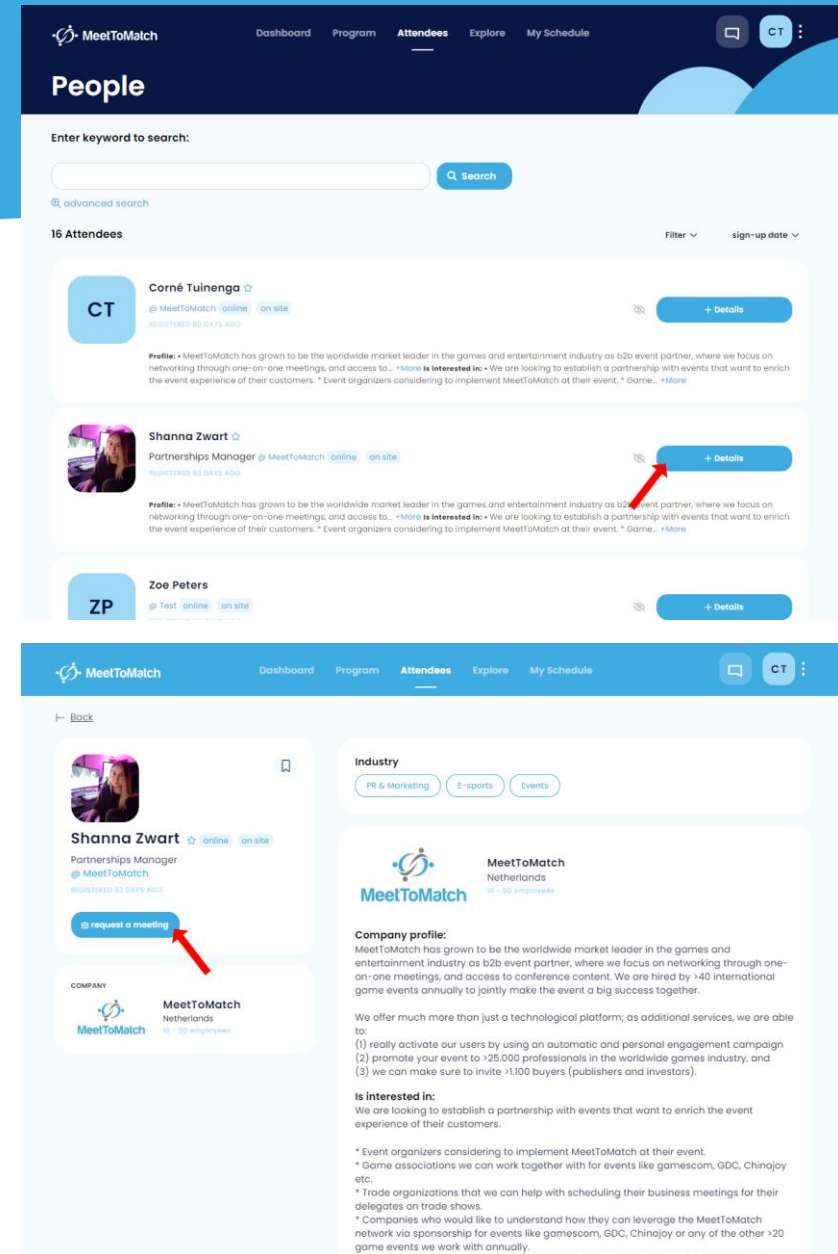 MeetToMatch
Dashboard Program Attendees Explore My Schedule
CT
People
Enter keyword to search:
Search
advanced search
16 Attendees
Filter sign-up date
CT
Corné Tuinenga
@ MeetToMatch online on site
REGISTERED 93 DAYS AGO
+ Details
Profile: • MeetToMatch has grown to be the worldwide market leader in the games and entertainment industry as b2b event partner, where we focus on
networking through one-on-one meetings, and access to... +More Is interested in: • We are looking to establish a partnership with events that want to enrich
the event experience of their customers. * Event organizers considering to implement MeetToMatch at their event. * Game... +More
Shanna Zwart
Partnerships Manager @ MeetToMatch online on site
REGISTERED 93 DAYS AGO
+ Details
Profile: • MeetToMatch has grown to be the worldwide market leader in the games and entertainment industry as b2b event partner, where we focus on
networking through one-on-one meetings, and access to... +More Is interested in: • We are looking to establish a partnership with events that want to enrich
the event experience of their customers. * Event organizers considering to implement MeetToMatch at their event. * Game... +More
ZP
Zoe Peters
@ Test online on site
+ Details
MeetToMatch
Dashboard Program Attendees Explore My Schedule
CT
Back
Shanna Zwart online on site
Partnerships Manager
@ MeetToMatch
REGISTERED 93 DAYS AGO
request a meeting
COMPANY
MeetToMatch
MeetToMatch
Netherlands
10 - 50 employees
Industry
PR & Marketing E-sports Events
MeetToMatch
MeetToMatch
Netherlands
10 - 50 employees
Company profile:
MeetToMatch has grown to be the worldwide market leader in the games and
entertainment industry as b2b event partner, where we focus on networking through one-
on-one meetings, and access to conference content. We are hired by >40 international
game events annually to jointly make the event a big success together.
We offer much more than just a technological platform; as additional services, we are able
to:
(1) really activate our users by using an automatic and personal engagement campaign
(2) promote your event to >25.000 professionals in the worldwide games industry, and
(3) we can make sure to invite >1.100 buyers (publishers and investors).
Is interested in:
We are looking to establish a partnership with events that want to enrich the event
experience of their customers.
* Event organizers considering to implement MeetToMatch at their event.
* Game associations we can work together with for events like gamescom, GDC, Chinajoy
etc.
* Trade organizations that we can help with scheduling their business meetings for their
delegates on trade shows.
* Companies who would like to understand how they can leverage the MeetToMatch
network via sponsorship for events like gamescom, GDC, Chinajoy or any of the other >20
game events we work with annually.